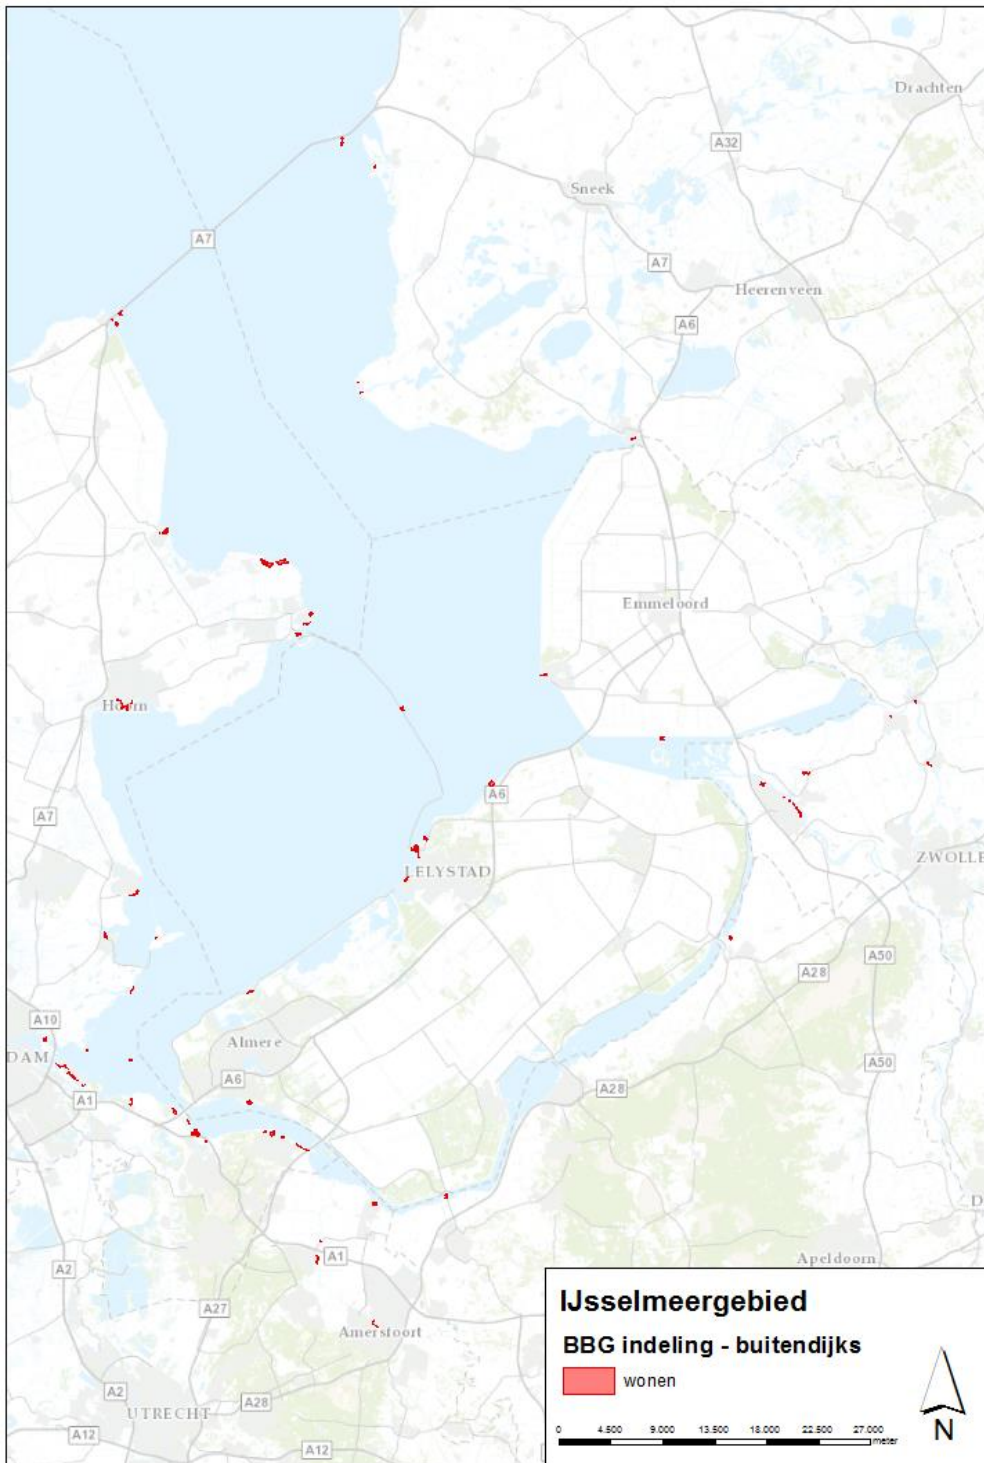 Drachten
A32
Sneek
A7
A7
Heerenveen
A6
Emmeloord
Hoorn
A6
A7
LELYSTAD
ZWOLLE
A50
A28
A10
Almere
DAM
A6
A50
A28
A1
A1
A2
Apeldoorn
D
A27
Amersfoort
A2
A28
UTRECHT
A12
A12
IJsselmeergebied
BBG indeling - buitendijks
wonen
0 4.500 9.000 13.500 18.000 22.500 27.000
meter
N